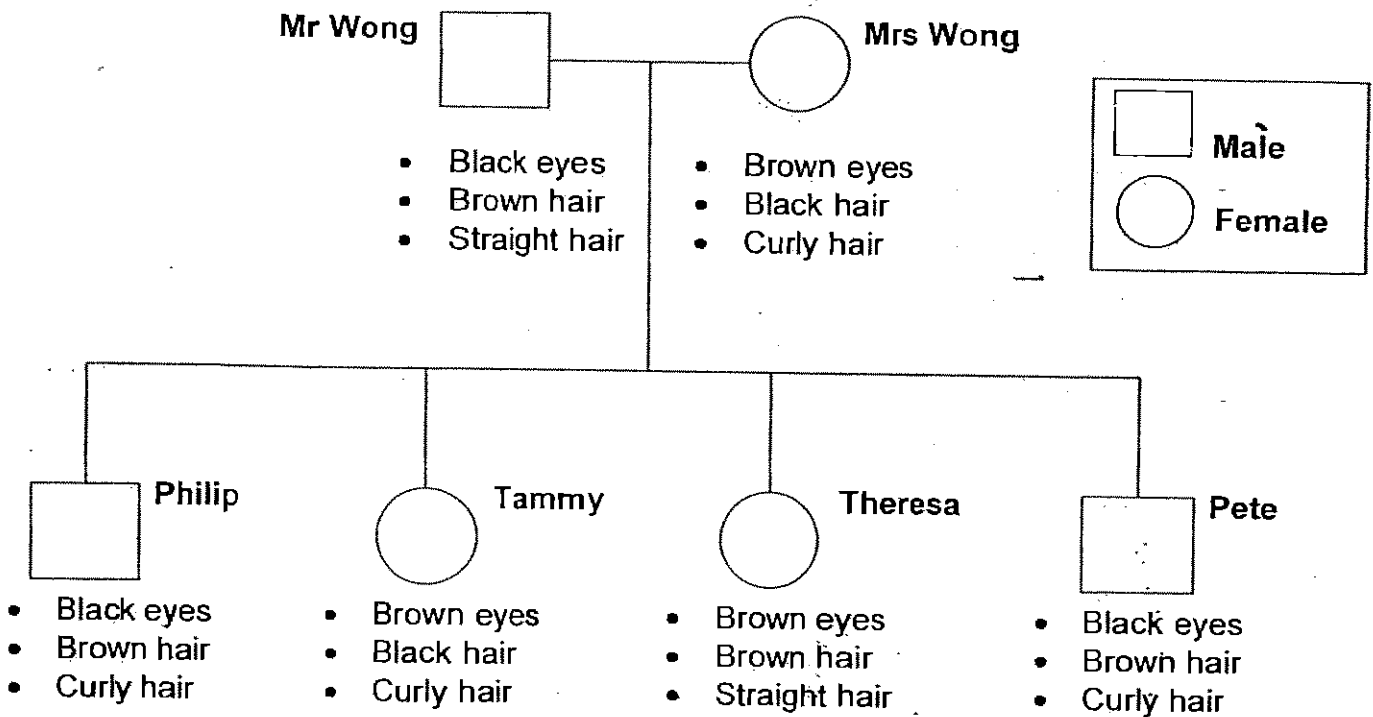 Mr Wong
Mrs Wong
• Black eyes
• Brown hair
• Straight hair
• Brown eyes
• Black hair
• Curly hair
Male
Female
Philip
• Black eyes
• Brown hair
• Curly hair
Tammy
• Brown eyes
• Black hair
• Curly hair
Theresa
• Brown eyes
• Brown hair
• Straight hair
Pete
• Black eyes
• Brown hair
• Curly hair